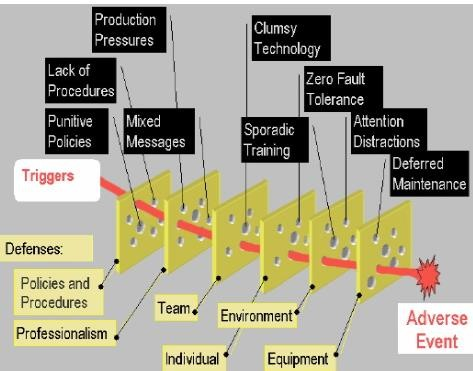 Production
Pressures
Clumsy
Technology
Lack of
Procedures
Zero Fault
Tolerance
Punitive
Policies
Mixed
Messages
Sporadic
Training
Attention
Distractions
Deferred
Maintenance
Triggers
Defenses:
Policies and
Procedures
Professionalism
Team
Individual
Environment
Equipment
Adverse
Event